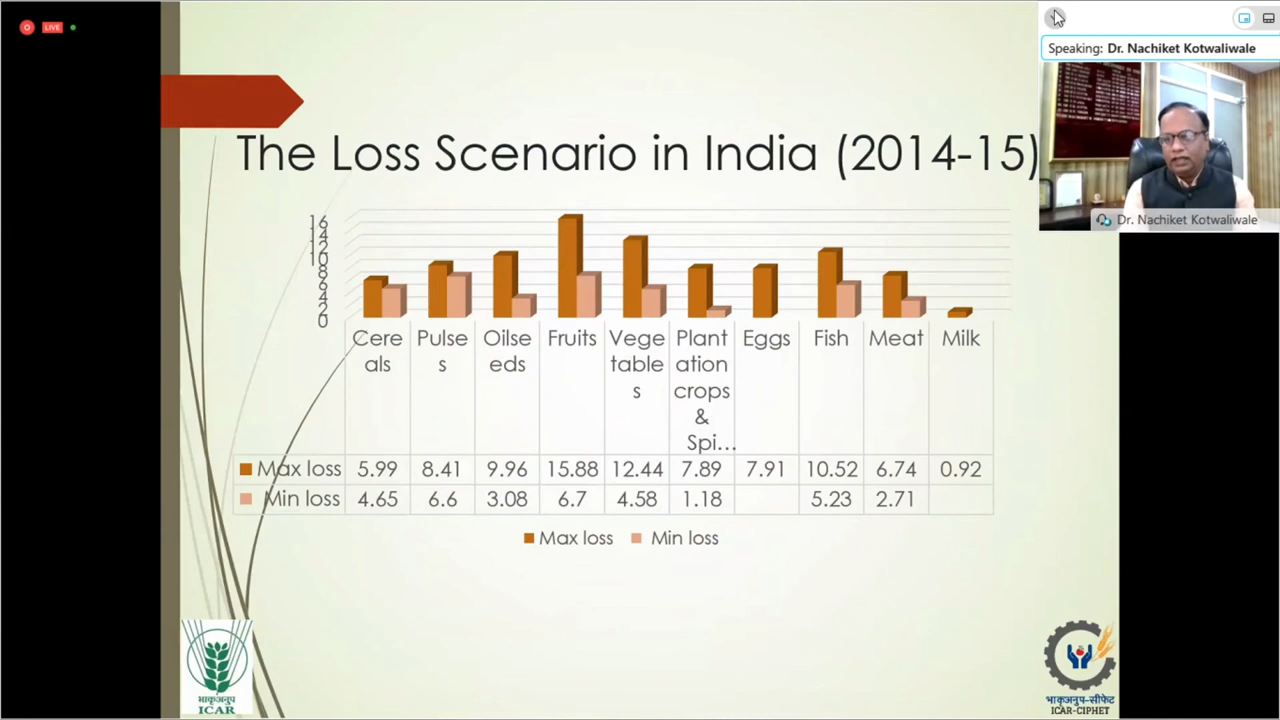 LIVE
Speaking: Dr. Nachiket Kotwaliwale
Dr. Nachiket Kotwaliwale
The Loss Scenario in India (2014-15)
16
14
12
10
8
6
4
2
0
Cere als Pulse s Oilse eds Fruits Vege table s Plant ation crops & Spi... Eggs Fish Meat Milk
Max loss 5.99 8.41 9.96 15.88 12.44 7.89 7.91 10.52 6.74 0.92
Min loss 4.65 6.6 3.08 6.7 4.58 1.18 5.23 2.71
Max loss Min loss
भाकृअनुप
ICAR
भाकृअनुप-सीफेट
ICAR-CIPHET